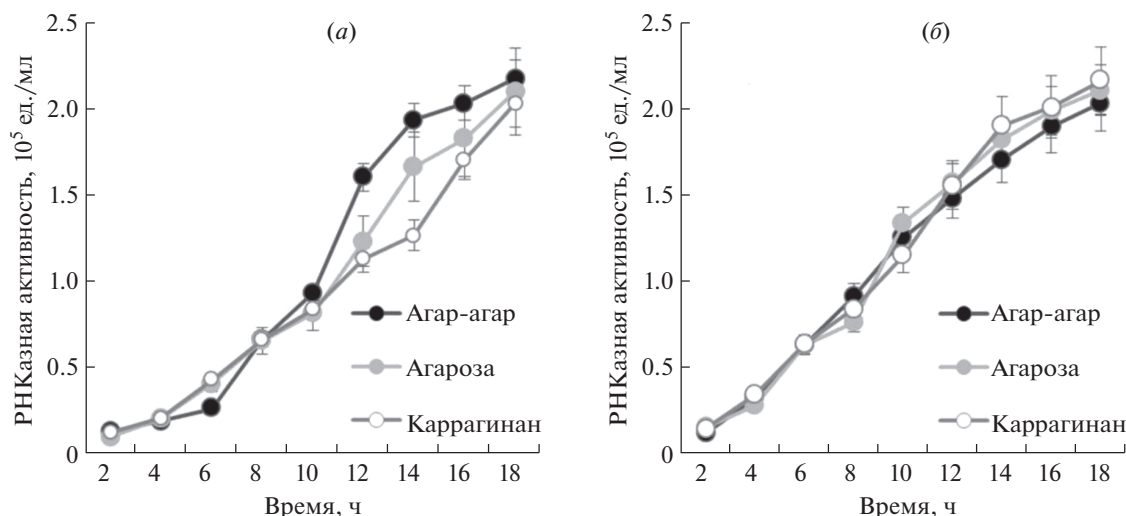 РНКазная активность, 10⁵ ед./мл
(а)
2.5
2.0
1.5
1.0
0.5
0
Агар-агар
Агароза
Каррагинан
2 4 6 8 10 12 14 16 18
Время, ч
РНКазная активность, 10⁵ ед./мл
(б)
2.5
2.0
1.5
1.0
0.5
0
Агар-агар
Агароза
Каррагинан
2 4 6 8 10 12 14 16 18
Время, ч